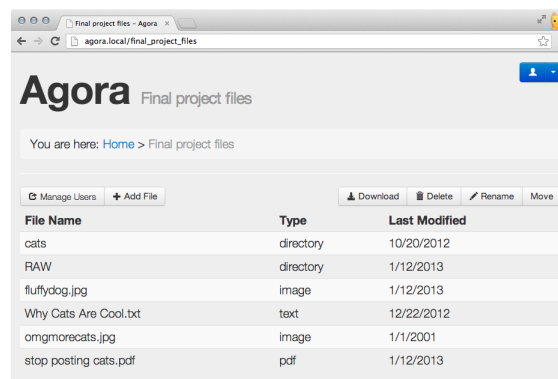 Final project files - Agora
agora.local/final_project_files
Agora Final project files
You are here: Home > Final project files
Manage Users Add File Download Delete Rename Move
File Name Type Last Modified
cats directory 10/20/2012
RAW directory 1/12/2013
fluffydog.jpg image 1/12/2013
Why Cats Are Cool.txt text 12/22/2012
omgmorecats.jpg image 1/1/2001
stop posting cats.pdf pdf 1/12/2013